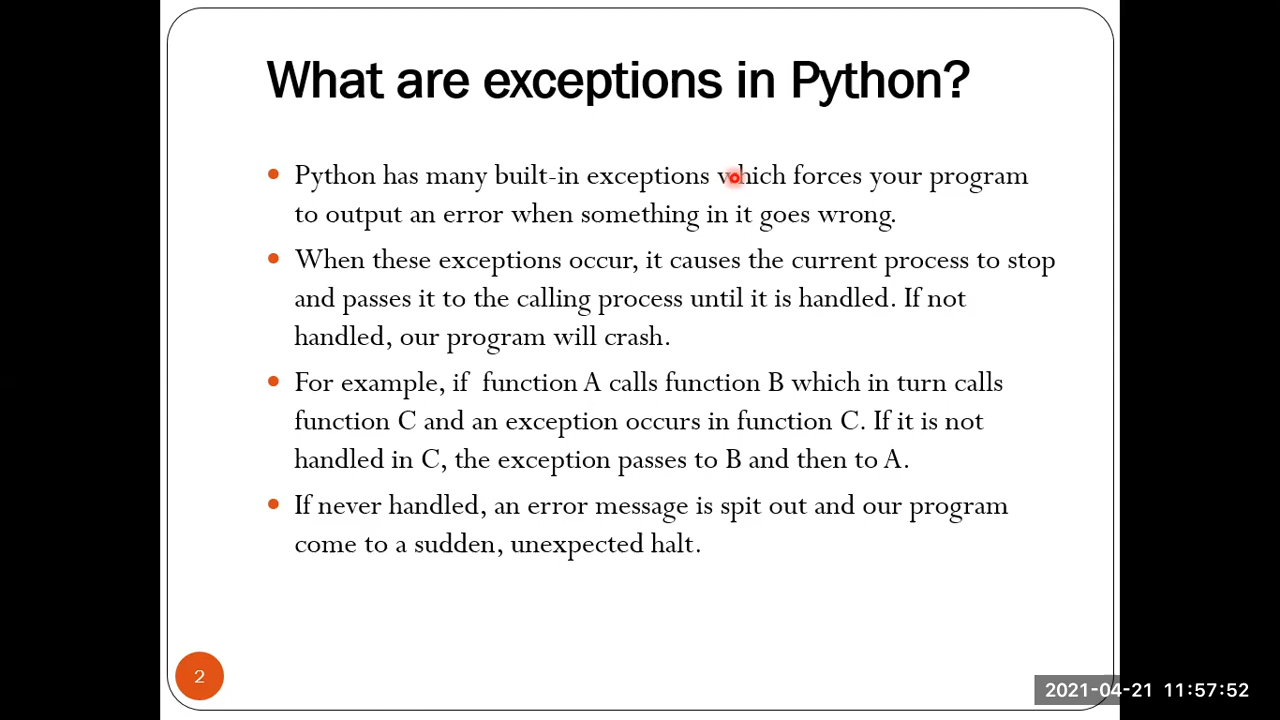 What are exceptions in Python?
Python has many built-in exceptions which forces your program
to output an error when something in it goes wrong.
When these exceptions occur, it causes the current process to stop
and passes it to the calling process until it is handled. If not
handled, our program will crash.
For example, if function A calls function B which in turn calls
function C and an exception occurs in function C. If it is not
handled in C, the exception passes to B and then to A.
If never handled, an error message is spit out and our program
come to a sudden, unexpected halt.
2
2021-04-21 11:57:52